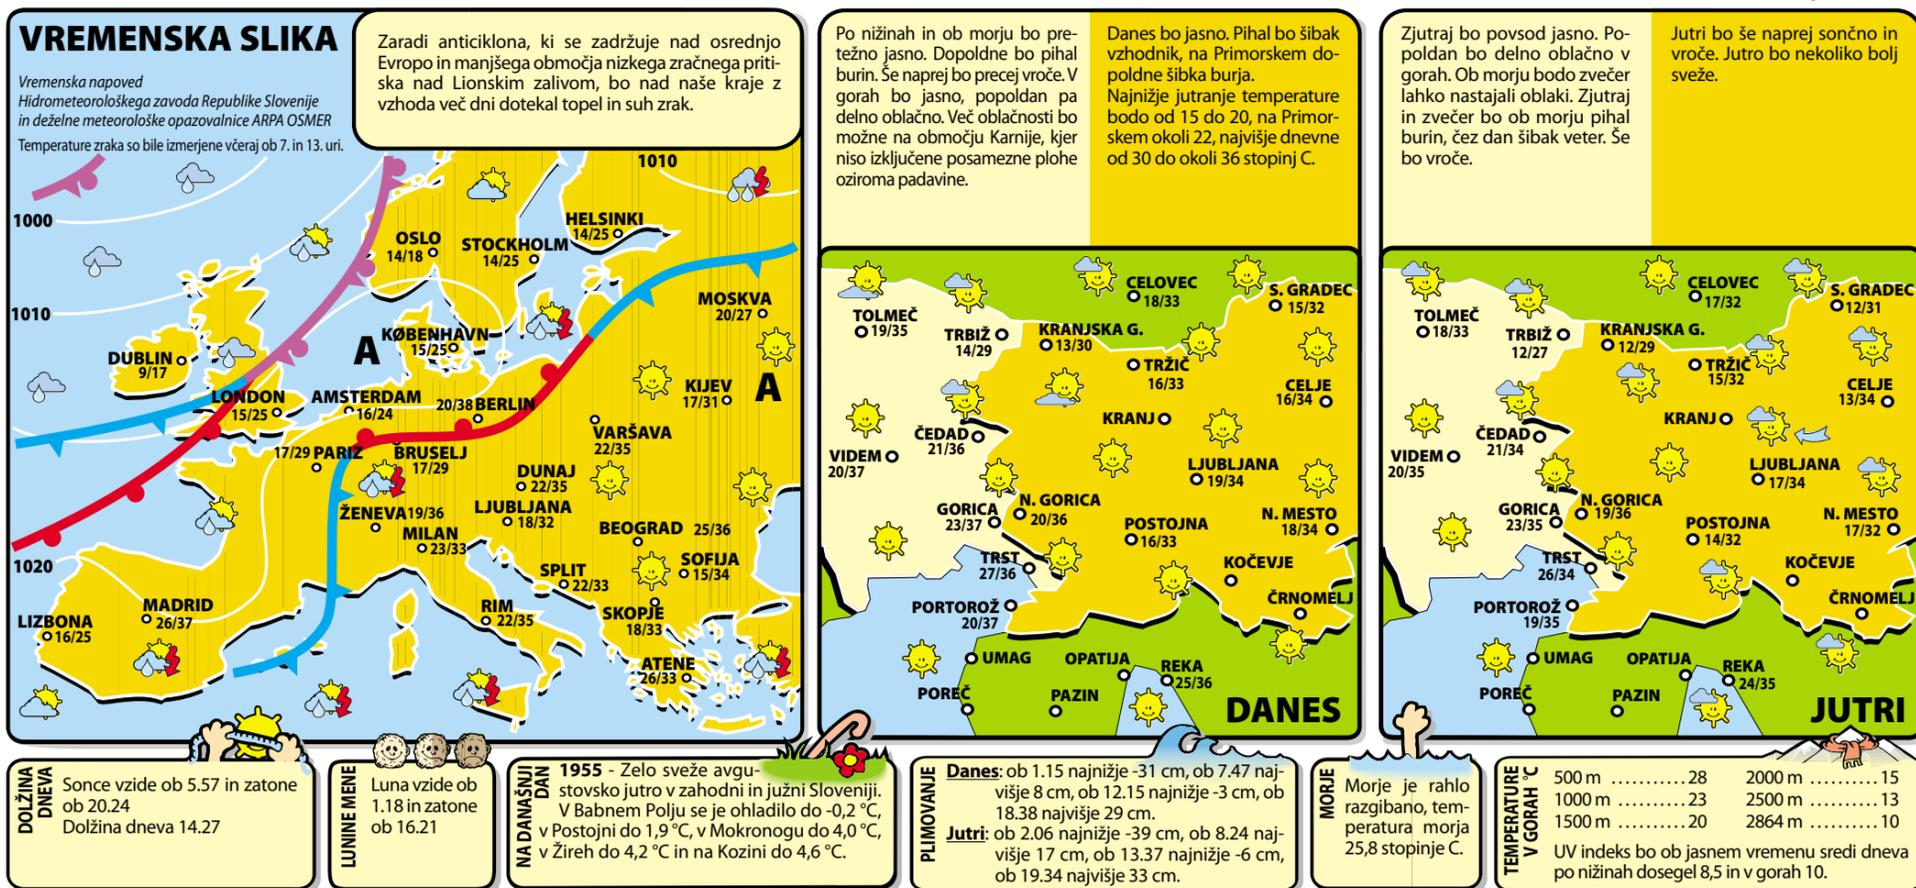 VREMENSKA SLIKA
Vremenska napoved
Hidrometeorološkega zavoda Republike Slovenije
in deželne meteorološke opazovalnice ARPA OSMER
Temperature zraka so bile izmerjene včeraj ob 7. in 13. uri.
Zaradi anticiklona, ki se zadržuje nad osrednjo
Evropo in manjšega območja nizkega zračnega priti-
ska nad Lionskim zalivom, bo nad naše kraje z
vzhoda več dni dotekal topel in suh zrak.
1010
1000
HELSINKI
14/25
OSLO
14/18
STOCKHOLM
14/25
MOSKVA
20/27
1010
KØBENHAVN
15/25
A
DUBLIN
9/17
A
KIJEV
17/31
LONDON
15/25
AMSTERDAM
16/24
20/38 BERLIN
VARŠAVA
22/35
17/29 PARIZ
BRUSELJ
17/29
DUNAJ
22/35
ŽENEVA 19/36
LJUBLJANA
18/32
MILAN
23/33
BEOGRAD 25/36
1020
SOFIJA
15/34
SPLIT
22/33
MADRID
26/37
LIZBONA
16/25
RIM
22/35
SKOPJE
18/33
ATENE
26/33
Po nižinah in ob morju bo pre-
težno jasno. Dopoldne bo pihal
burin. Še naprej bo precej vroče. V
gorah bo jasno, popoldan pa
delno oblačno. Več oblačnosti bo
možne na območju Karnije, kjer
niso izključene posamezne plohe
oziroma padavine.
Danes bo jasno. Pihal bo šibak
vzhodnik, na Primorskem do-
poldne šibka burja.
Najnižje jutranje temperature
bodo od 15 do 20, na Primor-
skem okoli 22, najvišje dnevne
od 30 do okoli 36 stopinj C.
CELOVEC
18/33
S. GRADEC
15/32
TOLMEČ
19/35
TRBIŽ
14/29
KRANJSKA G.
13/30
TRŽIČ
16/33
CELJE
16/34
KRANJ
ČEDAD
21/36
VIDEM
20/37
LJUBLJANA
19/34
N. GORICA
20/36
GORICA
23/37
POSTOJNA
16/33
N. MESTO
18/34
TRST
27/36
KOČEVJE
PORTOROŽ
20/37
ČRNOMELJ
UMAG
OPATIJA
REKA
25/36
POREČ
PAZIN
DANES
Zjutraj bo povsod jasno. Po-
poldan bo delno oblačno v
gorah. Ob morju bodo zvečer
lahko nastajali oblaki. Zjutraj
in zvečer bo ob morju pihal
burin, čez dan šibak veter. Še
bo vroče.
Jutri bo še naprej sončno in
vroče. Jutro bo nekoliko bolj
sveže.
CELOVEC
17/32
S. GRADEC
12/31
TOLMEČ
18/33
TRBIŽ
12/27
KRANJSKA G.
12/29
TRŽIČ
15/32
CELJE
13/34
KRANJ
ČEDAD
21/34
VIDEM
20/35
LJUBLJANA
17/34
N. GORICA
19/36
GORICA
23/35
POSTOJNA
14/32
N. MESTO
17/32
TRST
26/34
KOČEVJE
PORTOROŽ
19/35
ČRNOMELJ
UMAG
OPATIJA
REKA
24/35
POREČ
PAZIN
JUTRI
DOLŽINA
DNEVA
Sonce vzide ob 5.57 in zatone
ob 20.24
Dolžina dneva 14.27
LUNINE MENE
Luna vzide ob
1.18 in zatone
ob 16.21
NA DANAŠNJI
DAN
1955 - Zelo sveže avgu-
stovsko jutro v zahodni in južni Sloveniji.
V Babnem Polju se je ohladilo do -0,2 °C,
v Postojni do 1,9 °C, v Mokronogu do 4,0 °C,
v Žireh do 4,2 °C in na Kozini do 4,6 °C.
PLIMOVANJE
Danes: ob 1.15 najnižje -31 cm, ob 7.47 naj-
višje 8 cm, ob 12.15 najnižje -3 cm, ob
18.38 najvišje 29 cm.
Jutri: ob 2.06 najnižje -39 cm, ob 8.24 naj-
višje 17 cm, ob 13.37 najnižje -6 cm,
ob 19.34 najvišje 33 cm.
MORJE
Morje je rahlo
razgibano, tem-
peratura morja
25,8 stopinje C.
TEMPERATURE
V GORAH °C
500 m ........... 28
1000 m .......... 23
1500 m .......... 20
2000 m ......... 15
2500 m ......... 13
2864 m ......... 10
UV indeks bo ob jasnem vremenu sredi dneva
po nižinah dosegel 8,5 in v gorah 10.